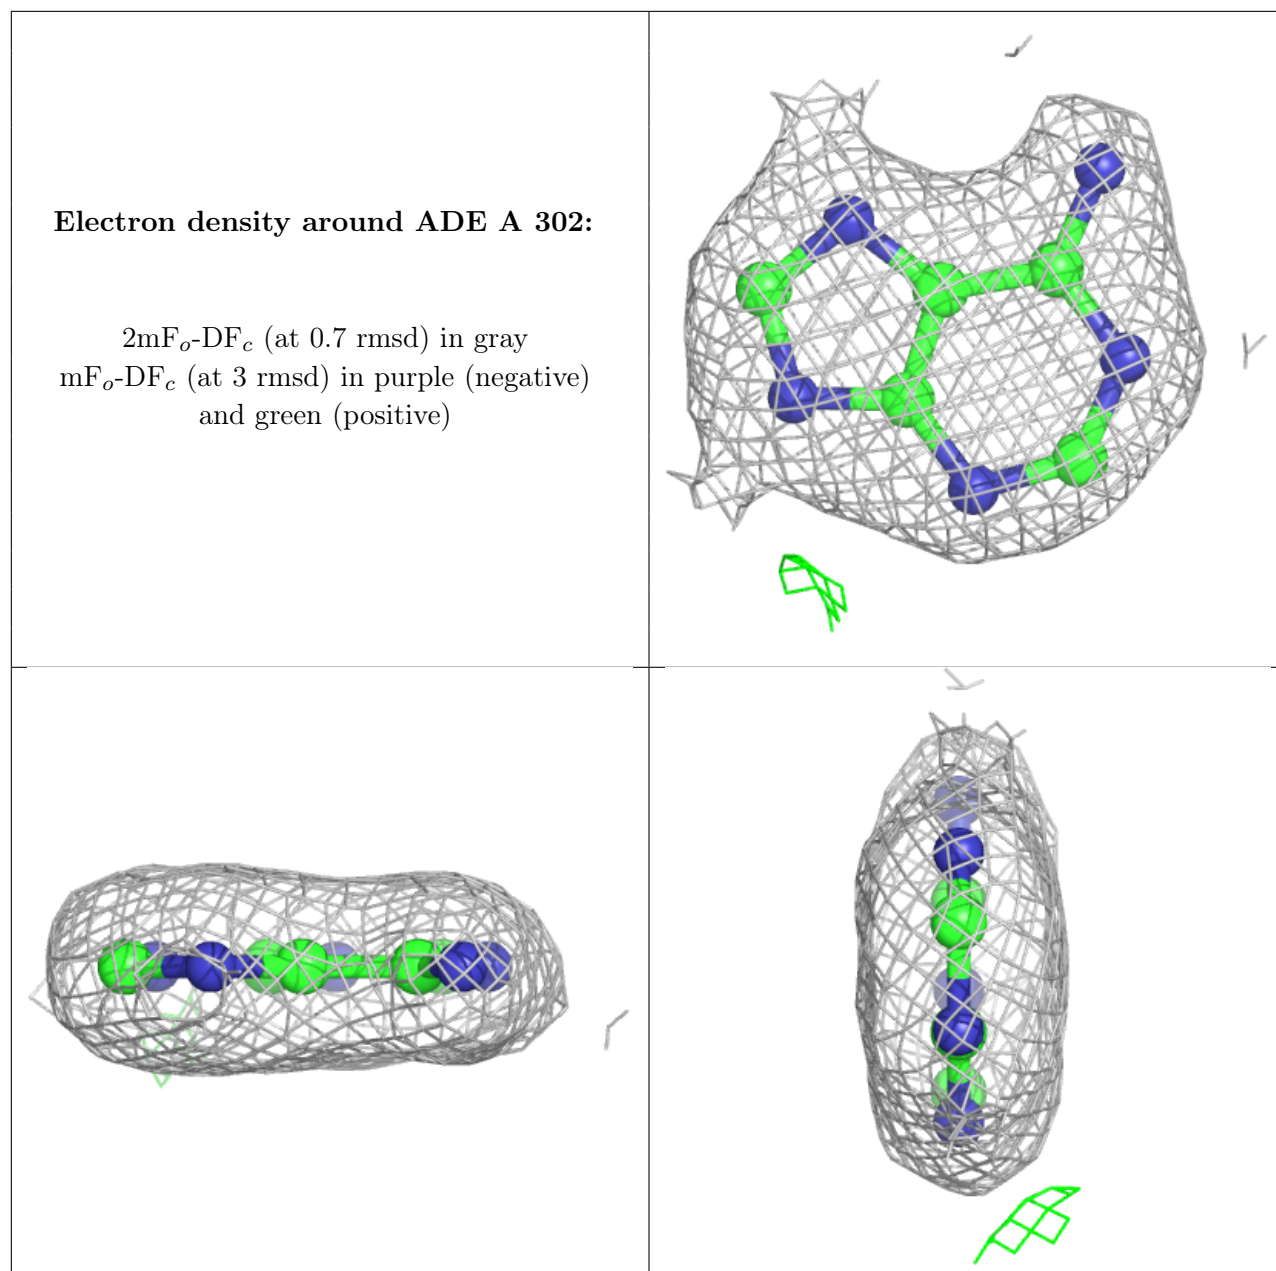 Electron density around ADE A 302:
2mFo-DFc (at 0.7 rmsd) in gray
mFo-DFc (at 3 rmsd) in purple (negative)
and green (positive)